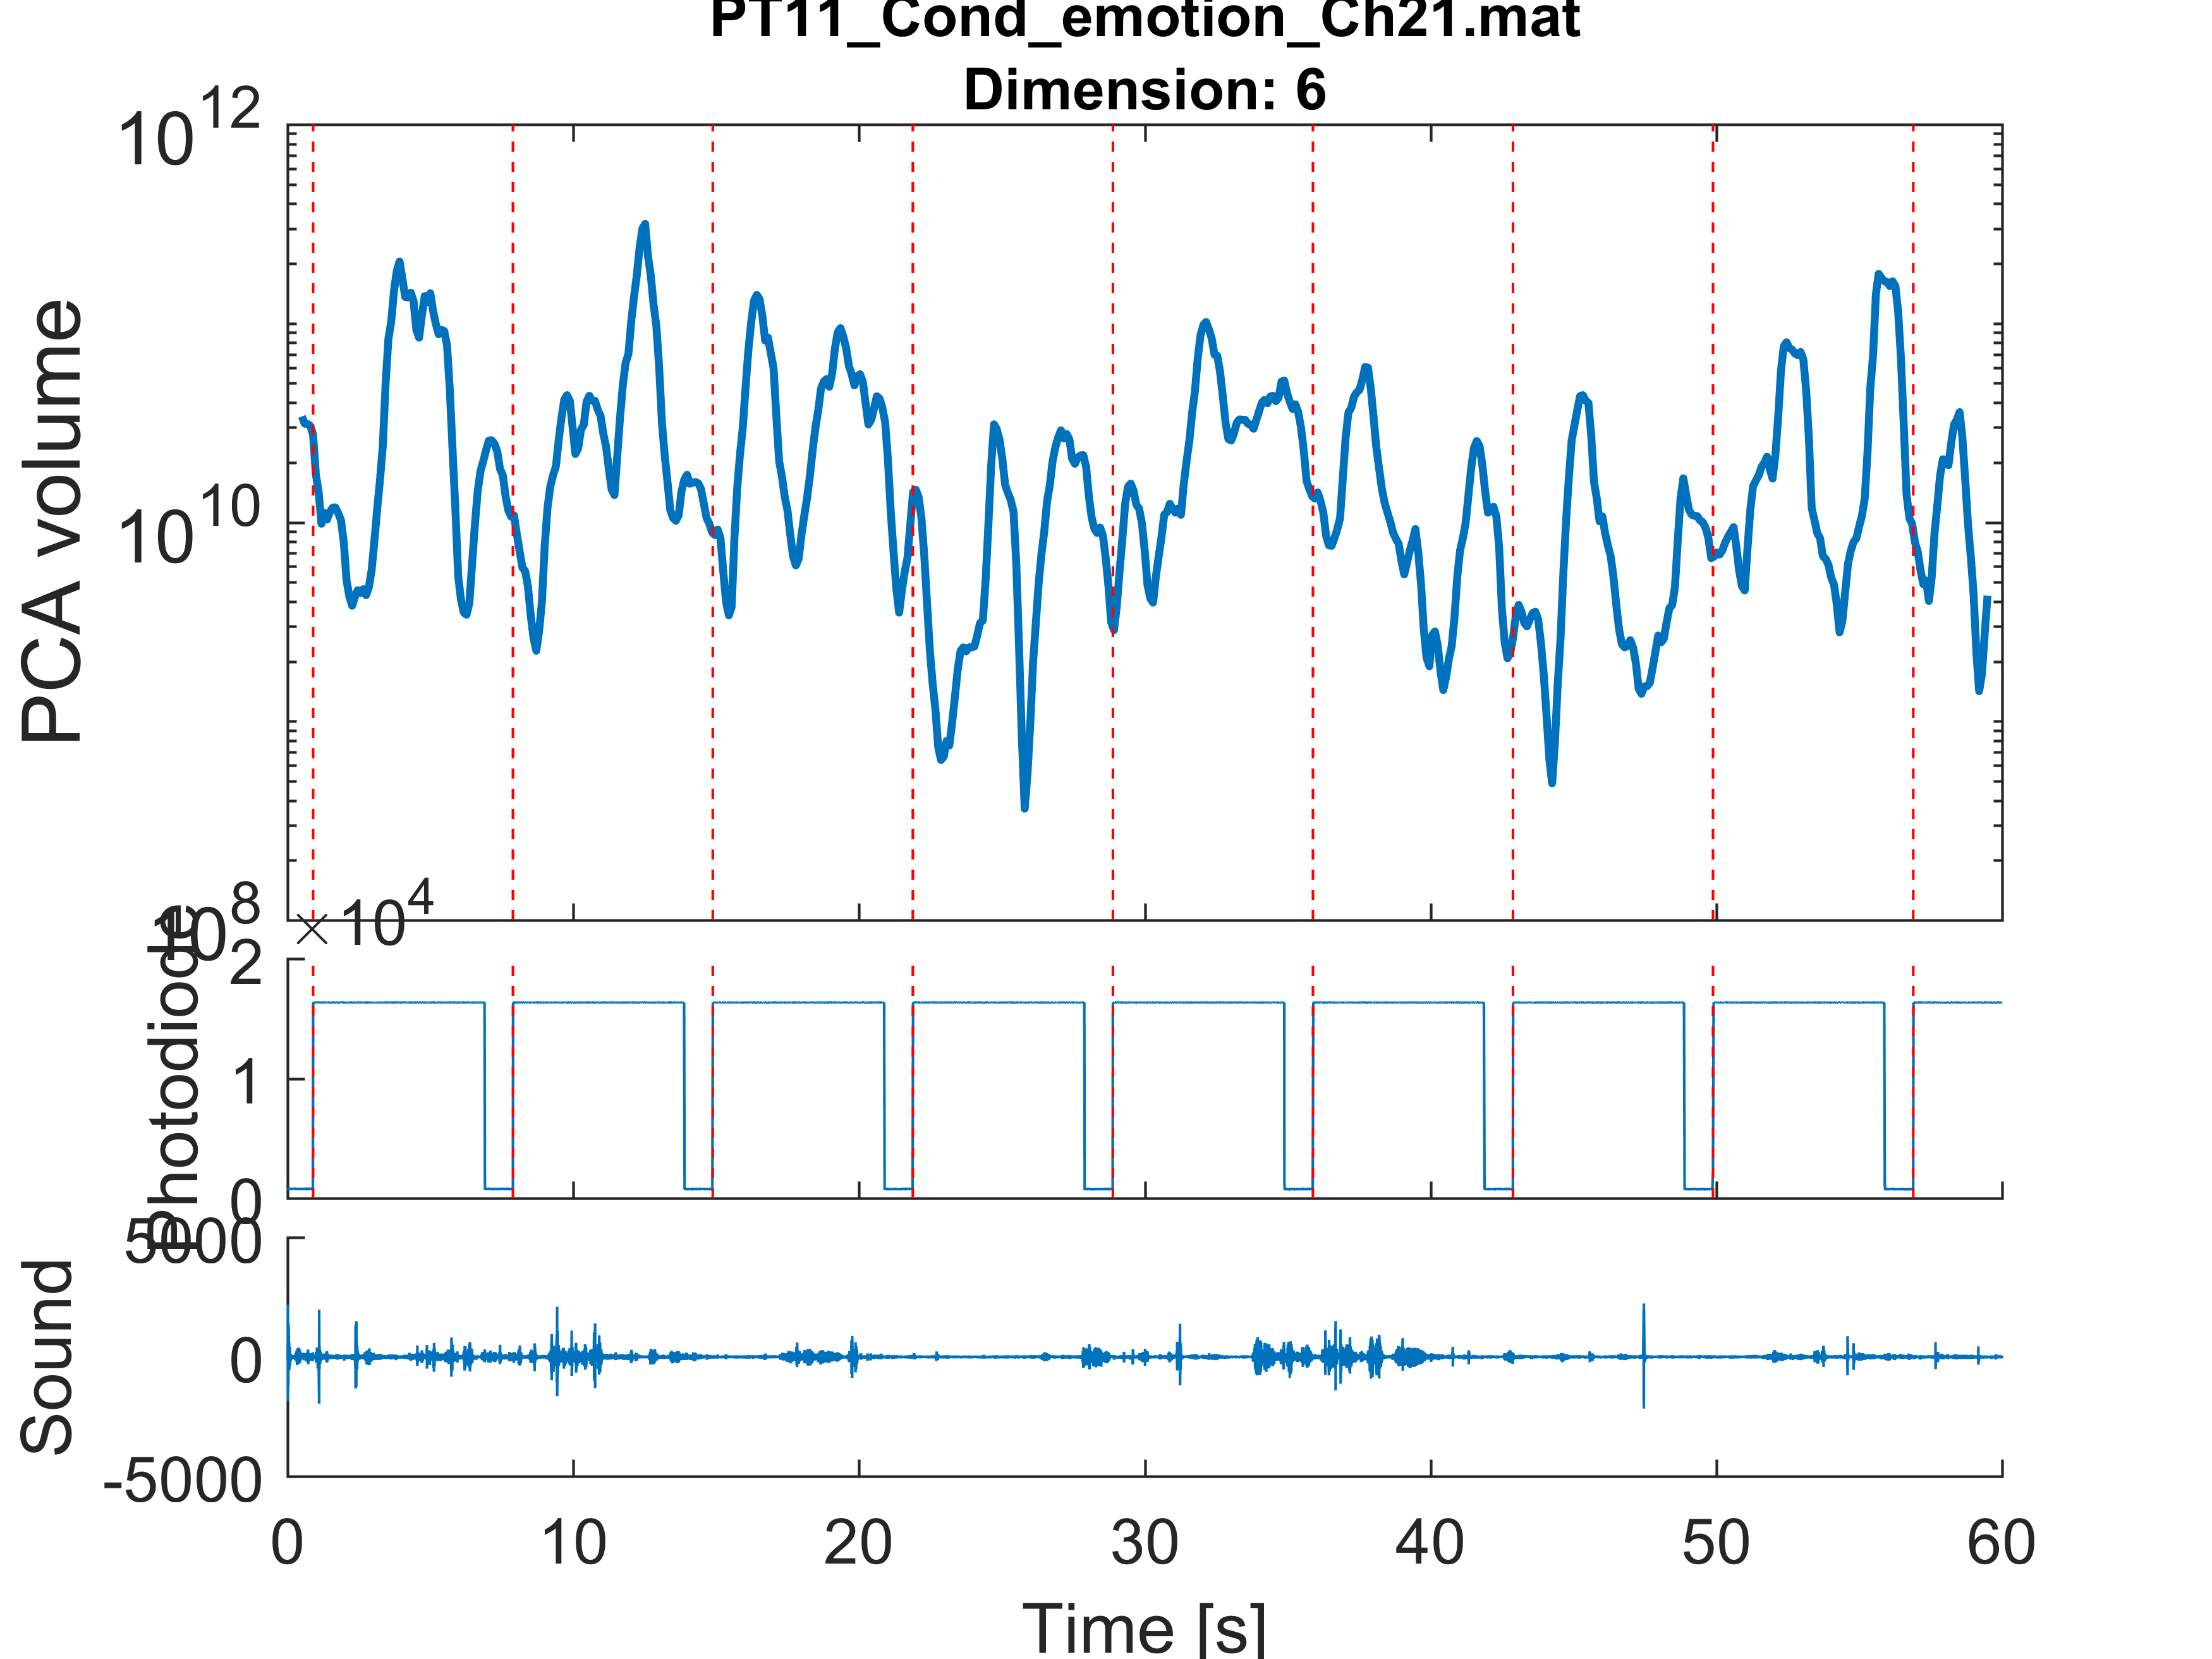 PT11_Cond_emotion_Ch21.mat
Dimension: 6
10^12
10^10
10^8
PCA volume
×10^4
2
1
0
Photodiode
5000
0
-5000
Sound
0 10 20 30 40 50 60
Time [s]